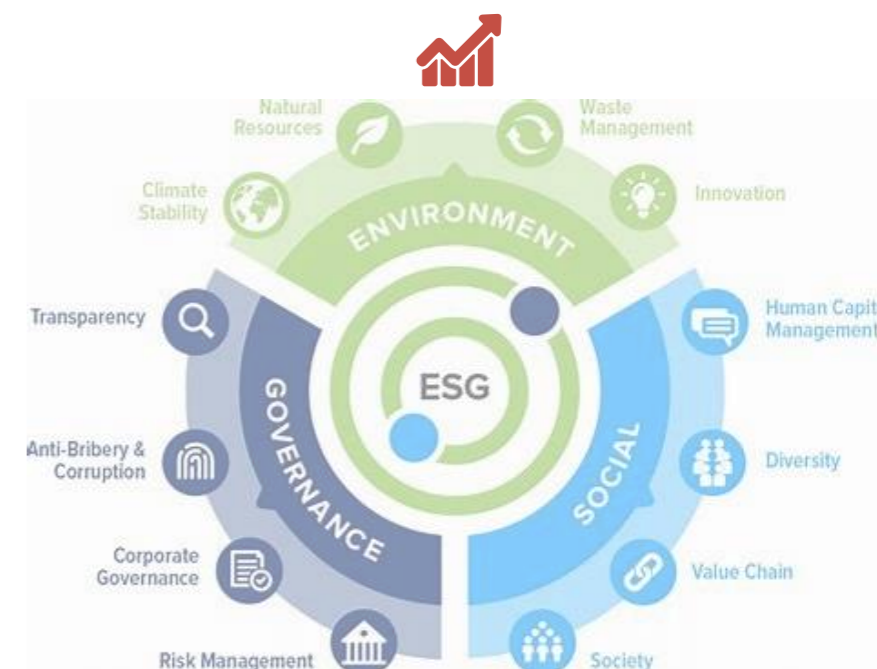 Natural
Resources
Waste
Management
Climate
Stability
Innovation
ENVIRONMENT
Transparency
Human Capit
Management
ESG
GOVERNANCE
SOCIAL
Anti-Bribery &
Corruption
Diversity
Corporate
Governance
Value Chain
Risk Management
Society